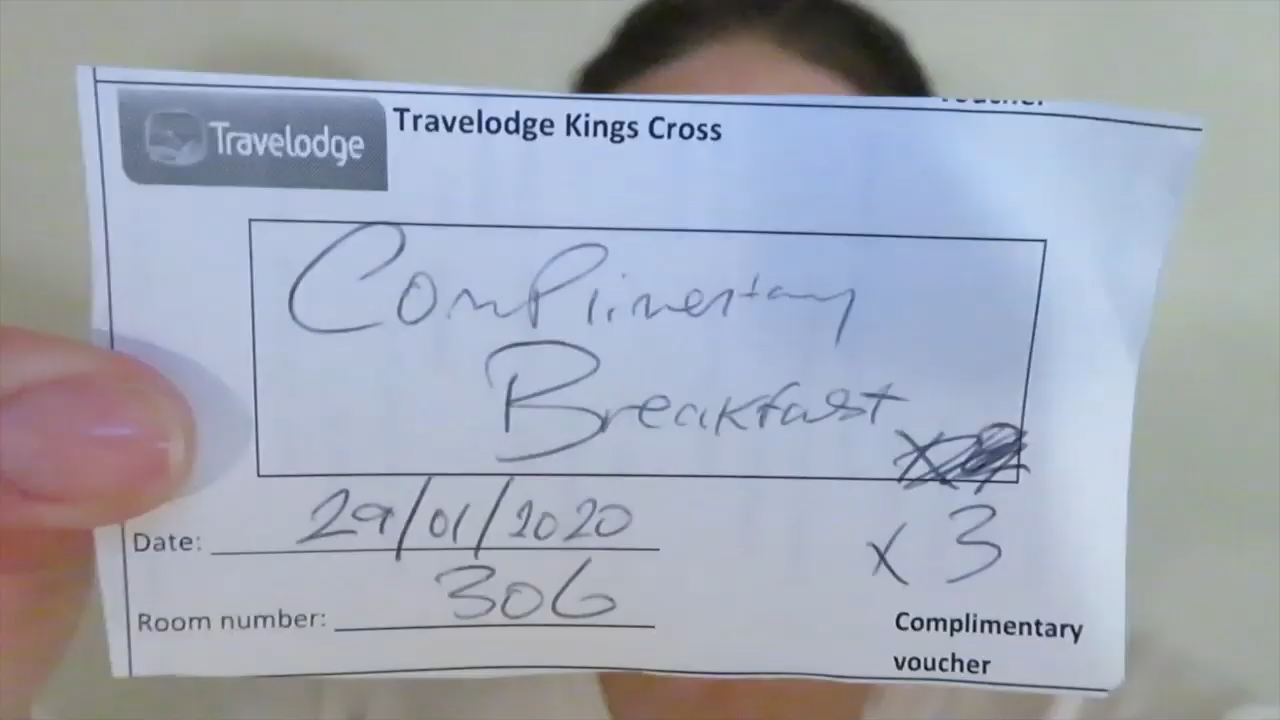 Travelodge
Travelodge Kings Cross
Complimentary
Breakfast
x 3
Date: 29/01/2020
Room number: 306
Complimentary
voucher